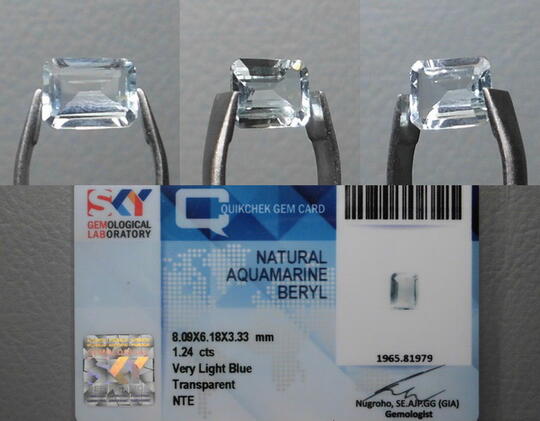 SKY
GEMOLOGICAL
LABORATORY
QUIKCHEK GEM CARD
NATURAL
AQUAMARINE
BERYL
8.09X6.18X3.33 mm
1.24 cts
Very Light Blue
Transparent
NTE
1965.81979
Nugroho, SE.AJP.GG (GIA)
Gemologist